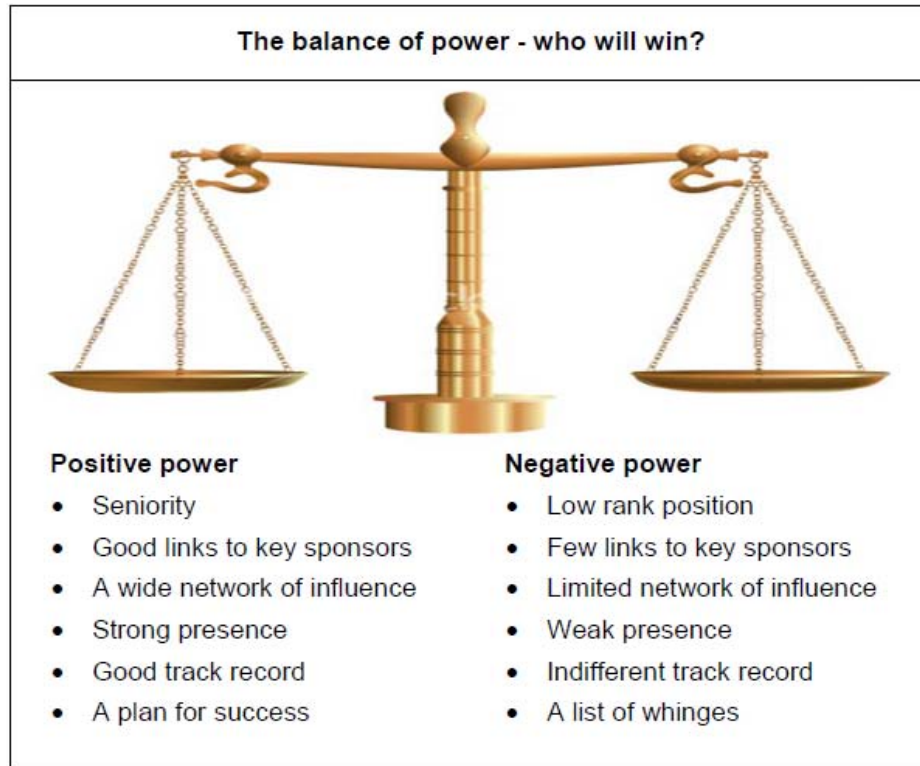 The balance of power - who will win?
Positive power
• Seniority
• Good links to key sponsors
• A wide network of influence
• Strong presence
• Good track record
• A plan for success
Negative power
• Low rank position
• Few links to key sponsors
• Limited network of influence
• Weak presence
• Indifferent track record
• A list of whinges